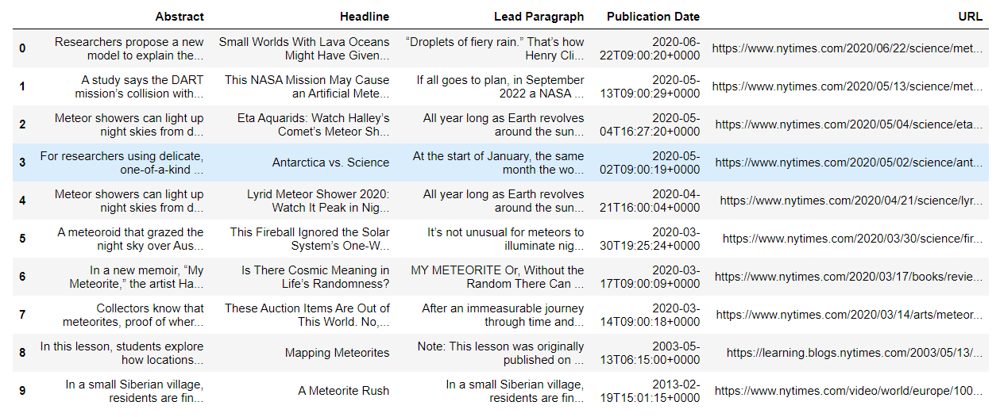 Abstract Headline Lead Paragraph Publication Date URL
0 Researchers propose a new model to explain the... Small Worlds With Lava Oceans Might Have Given... “Droplets of fiery rain.” That’s how Henry Cli... 2020-06-22T09:00:20+0000 https://www.nytimes.com/2020/06/22/science/met...
1 A study says the DART mission’s collision with... This NASA Mission May Cause an Artificial Mete... If all goes to plan, in September 2022 a NASA ... 2020-05-13T09:00:29+0000 https://www.nytimes.com/2020/05/13/science/met...
2 Meteor showers can light up night skies from d... Eta Aquarids: Watch Halley’s Comet’s Meteor Sh... All year long as Earth revolves around the sun... 2020-05-04T16:27:20+0000 https://www.nytimes.com/2020/05/04/science/eta...
3 For researchers using delicate, one-of-a-kind ... Antarctica vs. Science At the start of January, the same month the wo... 2020-05-02T09:00:19+0000 https://www.nytimes.com/2020/05/02/science/ant...
4 Meteor showers can light up night skies from d... Lyrid Meteor Shower 2020: Watch It Peak in Nig... All year long as Earth revolves around the sun... 2020-04-21T16:00:04+0000 https://www.nytimes.com/2020/04/21/science/lyr...
5 A meteoroid that grazed the night sky over Aus... This Fireball Ignored the Solar System’s One-W... It’s not unusual for meteors to illuminate nig... 2020-03-30T19:25:24+0000 https://www.nytimes.com/2020/03/30/science/fir...
6 In a new memoir, “My Meteorite,” the artist Ha... Is There Cosmic Meaning in Life’s Randomness? MY METEORITE Or, Without the Random There Can ... 2020-03-17T09:00:09+0000 https://www.nytimes.com/2020/03/17/books/revie...
7 Collectors know that meteorites, proof of wher... These Auction Items Are Out of This World. No,... After an immeasurable journey through time and... 2020-03-14T09:00:18+0000 https://www.nytimes.com/2020/03/14/arts/meteor...
8 In this lesson, students explore how locations... Mapping Meteorites Note: This lesson was originally published on ... 2003-05-13T06:15:00+0000 https://learning.blogs.nytimes.com/2003/05/13/...
9 In a small Siberian village, residents are fin... A Meteorite Rush In a small Siberian village, residents are fin... 2013-02-19T15:01:15+0000 https://www.nytimes.com/video/world/europe/100...